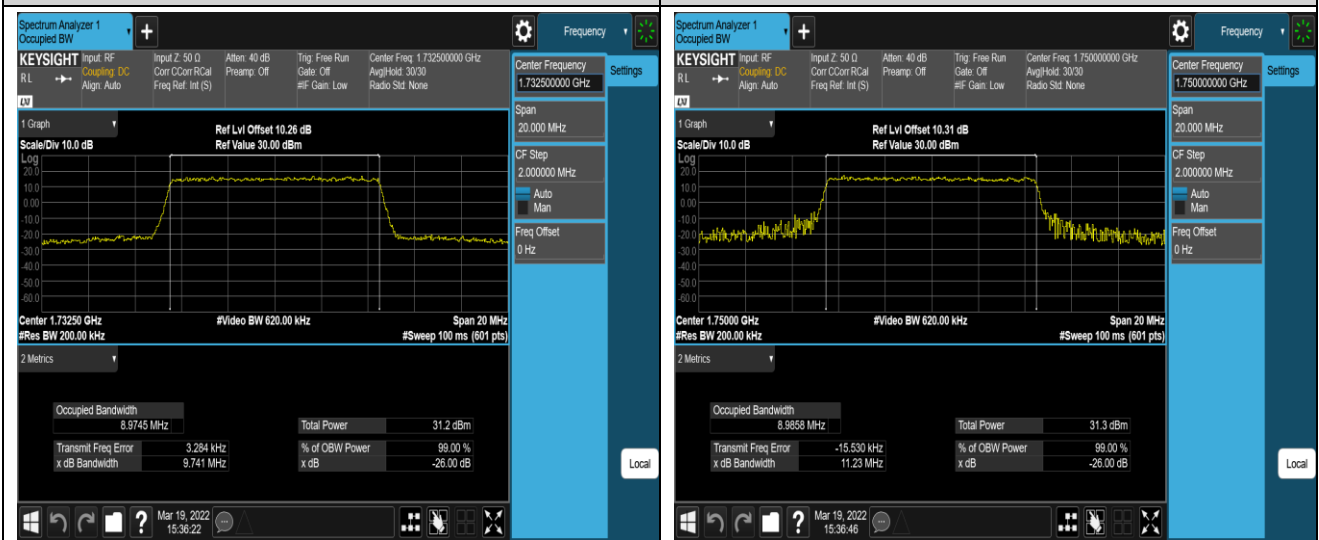 Spectrum Analyzer 1
Occupied BW
+
Frequency
KEYSIGHT
RL
LXI
Input: RF
Coupling: DC
Align: Auto
Input Z: 50 Ω
Corr CCorr RCal
Freq Ref: Int (S)
Atten: 40 dB
Preamp: Off
Trig: Free Run
Gate: Off
#IF Gain: Low
Center Freq: 1.732500000 GHz
Avg|Hold: 30/30
Radio Std: None
Center Frequency
1.732500000 GHz
Settings
Span
20.000 MHz
CF Step
2.000000 MHz
Auto
Man
Freq Offset
0 Hz
Local
1 Graph
Scale/Div 10.0 dB
Ref Lvl Offset 10.26 dB
Ref Value 30.00 dBm
Log
20.0
10.0
0.00
-10.0
-20.0
-30.0
-40.0
-50.0
-60.0
Center 1.73250 GHz
#Video BW 620.00 kHz
Span 20 MHz
#Res BW 200.00 kHz
#Sweep 100 ms (601 pts)
2 Metrics
Occupied Bandwidth
8.9745 MHz
Total Power 31.2 dBm
Transmit Freq Error 3.284 kHz
% of OBW Power 99.00 %
x dB Bandwidth 9.741 MHz
x dB -26.00 dB
?
Mar 19, 2022
15:36:22
Spectrum Analyzer 1
Occupied BW
+
Frequency
KEYSIGHT
RL
LXI
Input: RF
Coupling: DC
Align: Auto
Input Z: 50 Ω
Corr CCorr RCal
Freq Ref: Int (S)
Atten: 40 dB
Preamp: Off
Trig: Free Run
Gate: Off
#IF Gain: Low
Center Freq: 1.750000000 GHz
Avg|Hold: 30/30
Radio Std: None
Center Frequency
1.750000000 GHz
Settings
Span
20.000 MHz
CF Step
2.000000 MHz
Auto
Man
Freq Offset
0 Hz
Local
1 Graph
Scale/Div 10.0 dB
Ref Lvl Offset 10.31 dB
Ref Value 30.00 dBm
Log
20.0
10.0
0.00
-10.0
-20.0
-30.0
-40.0
-50.0
-60.0
Center 1.75000 GHz
#Video BW 620.00 kHz
Span 20 MHz
#Res BW 200.00 kHz
#Sweep 100 ms (601 pts)
2 Metrics
Occupied Bandwidth
8.9858 MHz
Total Power 31.3 dBm
Transmit Freq Error -15.530 kHz
% of OBW Power 99.00 %
x dB Bandwidth 11.23 MHz
x dB -26.00 dB
?
Mar 19, 2022
15:36:46